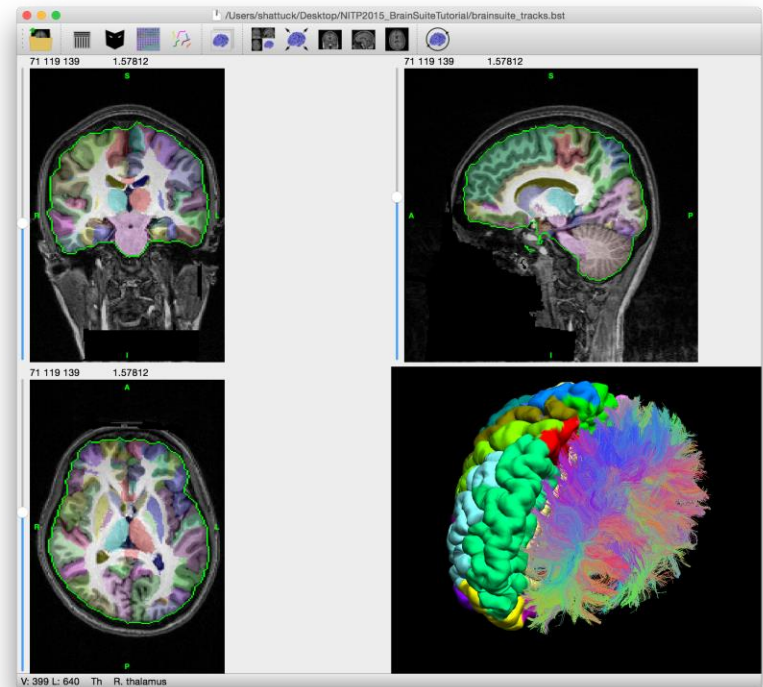 /Users/shattuck/Desktop/NITP2015_BrainSuiteTutorial/brainsuite_tracks.bst
71 119 139 1.57812
S
R
L
I
71 119 139 1.57812
S
A
P
I
71 119 139 1.57812
A
R
L
P
V: 399 L: 640 Th R. thalamus